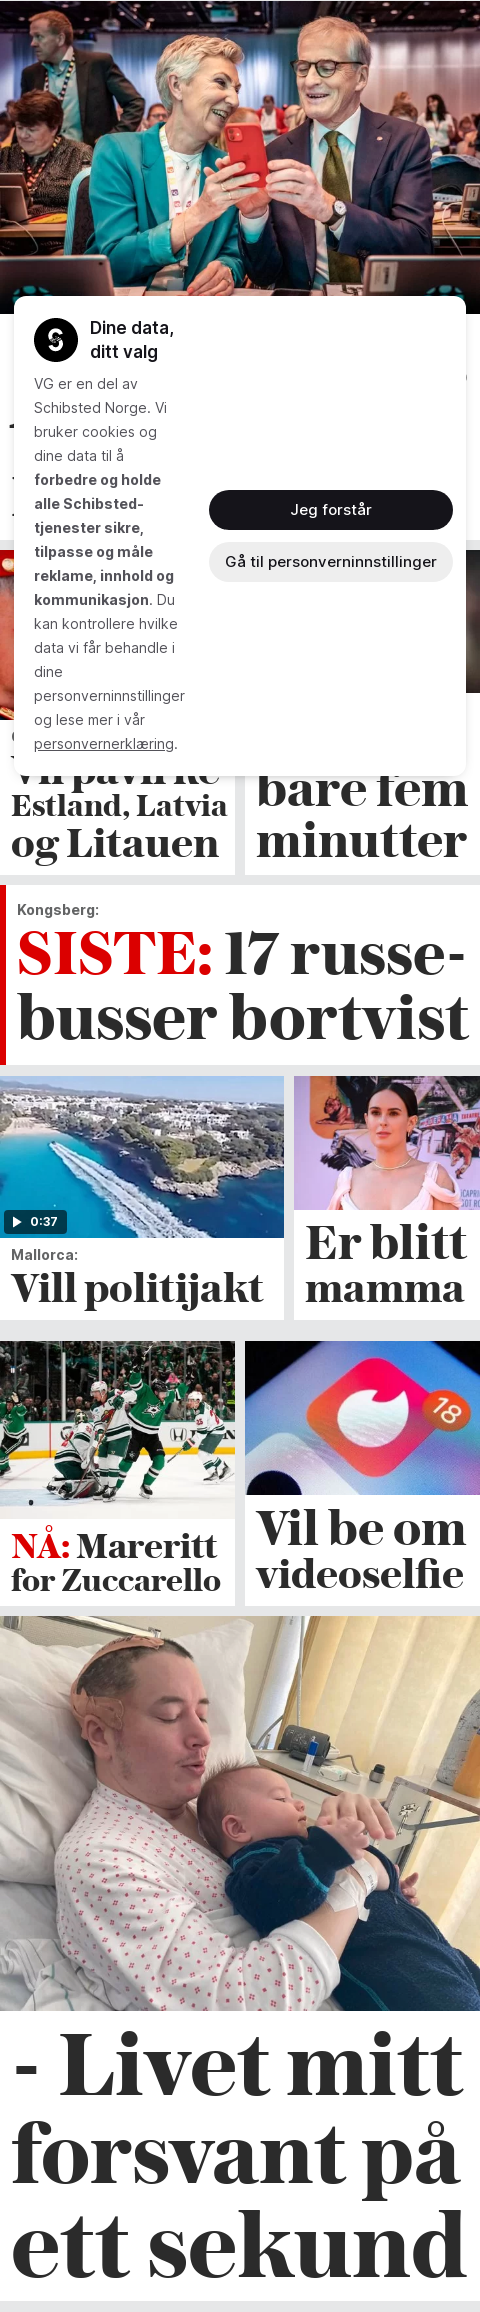 Dine data,
ditt valg
VG er en del av
Schibsted Norge. Vi
bruker cookies og
dine data til å
forbedre og holde
alle Schibsted-
tjenester sikre,
tilpasse og måle
reklame, innhold og
kommunikasjon. Du
kan kontrollere hvilke
data vi får behandle i
dine
personverninnstillinger
og lese mer i vår
personvernerklæring.
Jeg forstår
Gå til personverninnstillinger
Vil påvirke
Estland, Latvia
og Litauen
bare fem
minutter
Kongsberg:
SISTE: 17 russe-
busser bortvist
0:37
Mallorca:
Vill politijakt
Er blitt
mamma
NÅ: Mareritt
for Zuccarello
18
Vil be om
videoselfie
- Livet mitt
forsvant på
ett sekund